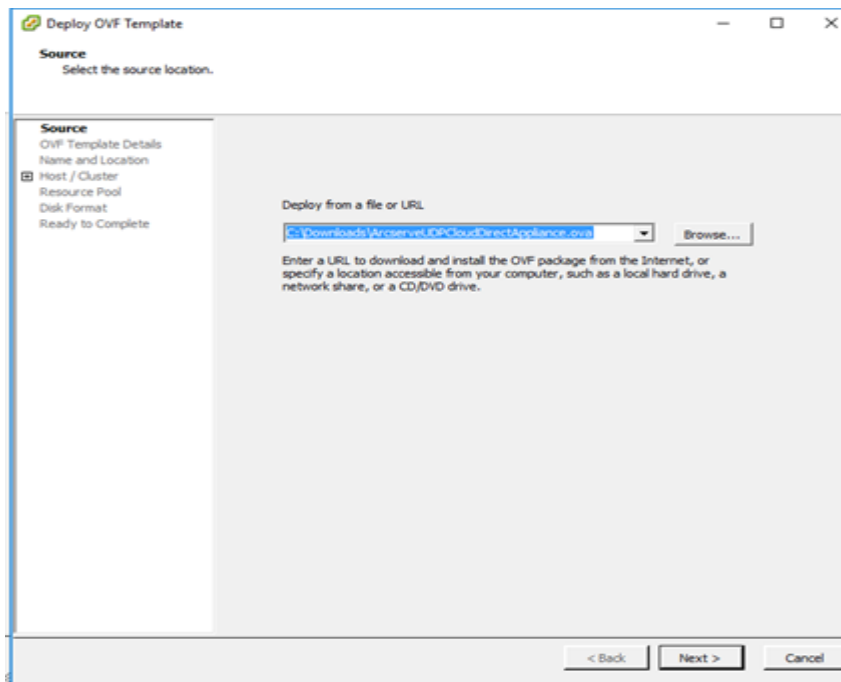 Deploy OVF Template
Source
Select the source location.
Source
OVF Template Details
Name and Location
Host / Cluster
Resource Pool
Disk Format
Ready to Complete
Deploy from a file or URL
C:\Downloads\ArcserveUDPCloudDirectAppliance.ova
Browse...
Enter a URL to download and install the OVF package from the Internet, or
specify a location accessible from your computer, such as a local hard drive, a
network share, or a CD/DVD drive.
< Back
Next >
Cancel